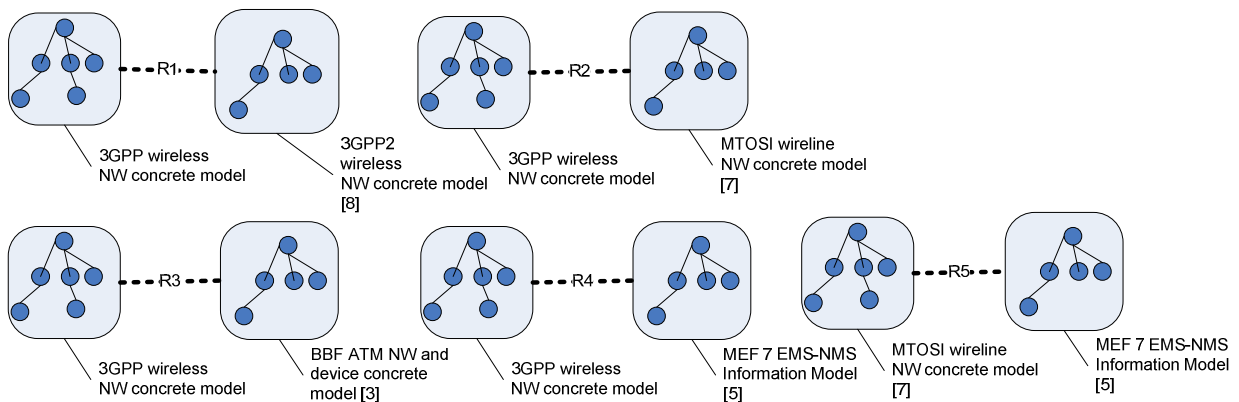 R1
3GPP wireless
NW concrete model
3GPP2
wireless
NW concrete model
[8]
R2
3GPP wireless
NW concrete model
MTOSI wireline
NW concrete model
[7]
R3
3GPP wireless
NW concrete model
BBF ATM NW and
device concrete
model [3]
R4
3GPP wireless
NW concrete model
MEF 7 EMS-NMS
Information Model
[5]
R5
MTOSI wireline
NW concrete model
[7]
MEF 7 EMS-NMS
Information Model
[5]